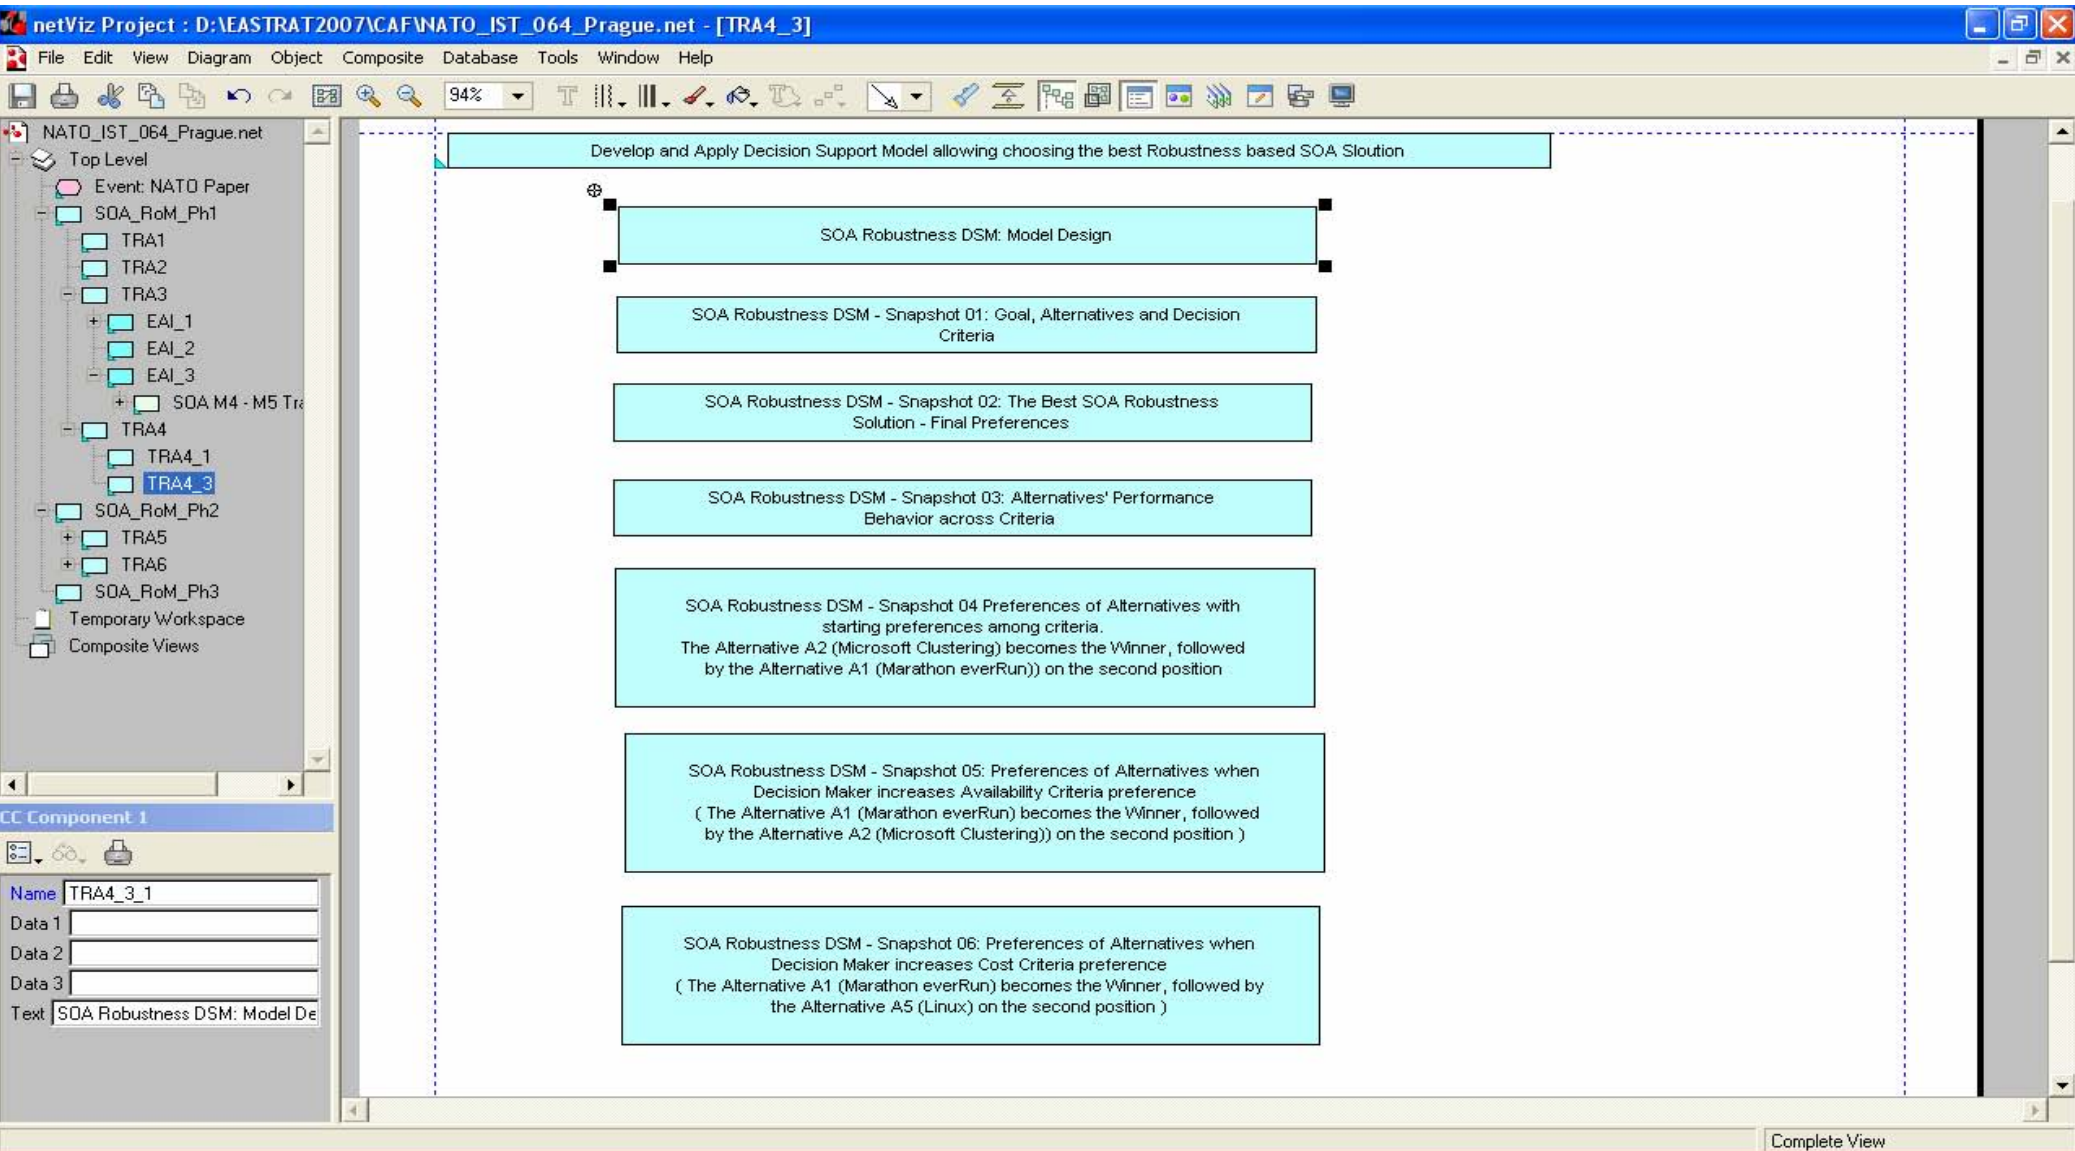 netViz Project : D:\EASTRAT2007\CAF\NATO_IST_064_Prague.net - [TRA4_3]
File Edit View Diagram Object Composite Database Tools Window Help
94%
NATO_IST_064_Prague.net
Top Level
Event: NATO Paper
SOA_RoM_Ph1
TRA1
TRA2
TRA3
EAI_1
EAI_2
EAI_3
SOA M4 - M5 Tra
TRA4
TRA4_1
TRA4_3
SOA_RoM_Ph2
TRA5
TRA6
SOA_RoM_Ph3
Temporary Workspace
Composite Views
CC Component 1
Name TRA4_3_1
Data 1
Data 2
Data 3
Text SOA Robustness DSM: Model De
Develop and Apply Decision Support Model allowing choosing the best Robustness based SOA Sloution
SOA Robustness DSM: Model Design
SOA Robustness DSM - Snapshot 01: Goal, Alternatives and Decision
Criteria
SOA Robustness DSM - Snapshot 02: The Best SOA Robustness
Solution - Final Preferences
SOA Robustness DSM - Snapshot 03: Alternatives' Performance
Behavior across Criteria
SOA Robustness DSM - Snapshot 04 Preferences of Alternatives with
starting preferences among criteria.
The Alternative A2 (Microsoft Clustering) becomes the Winner, followed
by the Alternative A1 (Marathon everRun)) on the second position
SOA Robustness DSM - Snapshot 05: Preferences of Alternatives when
Decision Maker increases Availability Criteria preference
( The Alternative A1 (Marathon everRun) becomes the Winner, followed
by the Alternative A2 (Microsoft Clustering)) on the second position )
SOA Robustness DSM - Snapshot 06: Preferences of Alternatives when
Decision Maker increases Cost Criteria preference
( The Alternative A1 (Marathon everRun) becomes the Winner, followed by
the Alternative A5 (Linux) on the second position )
Complete View